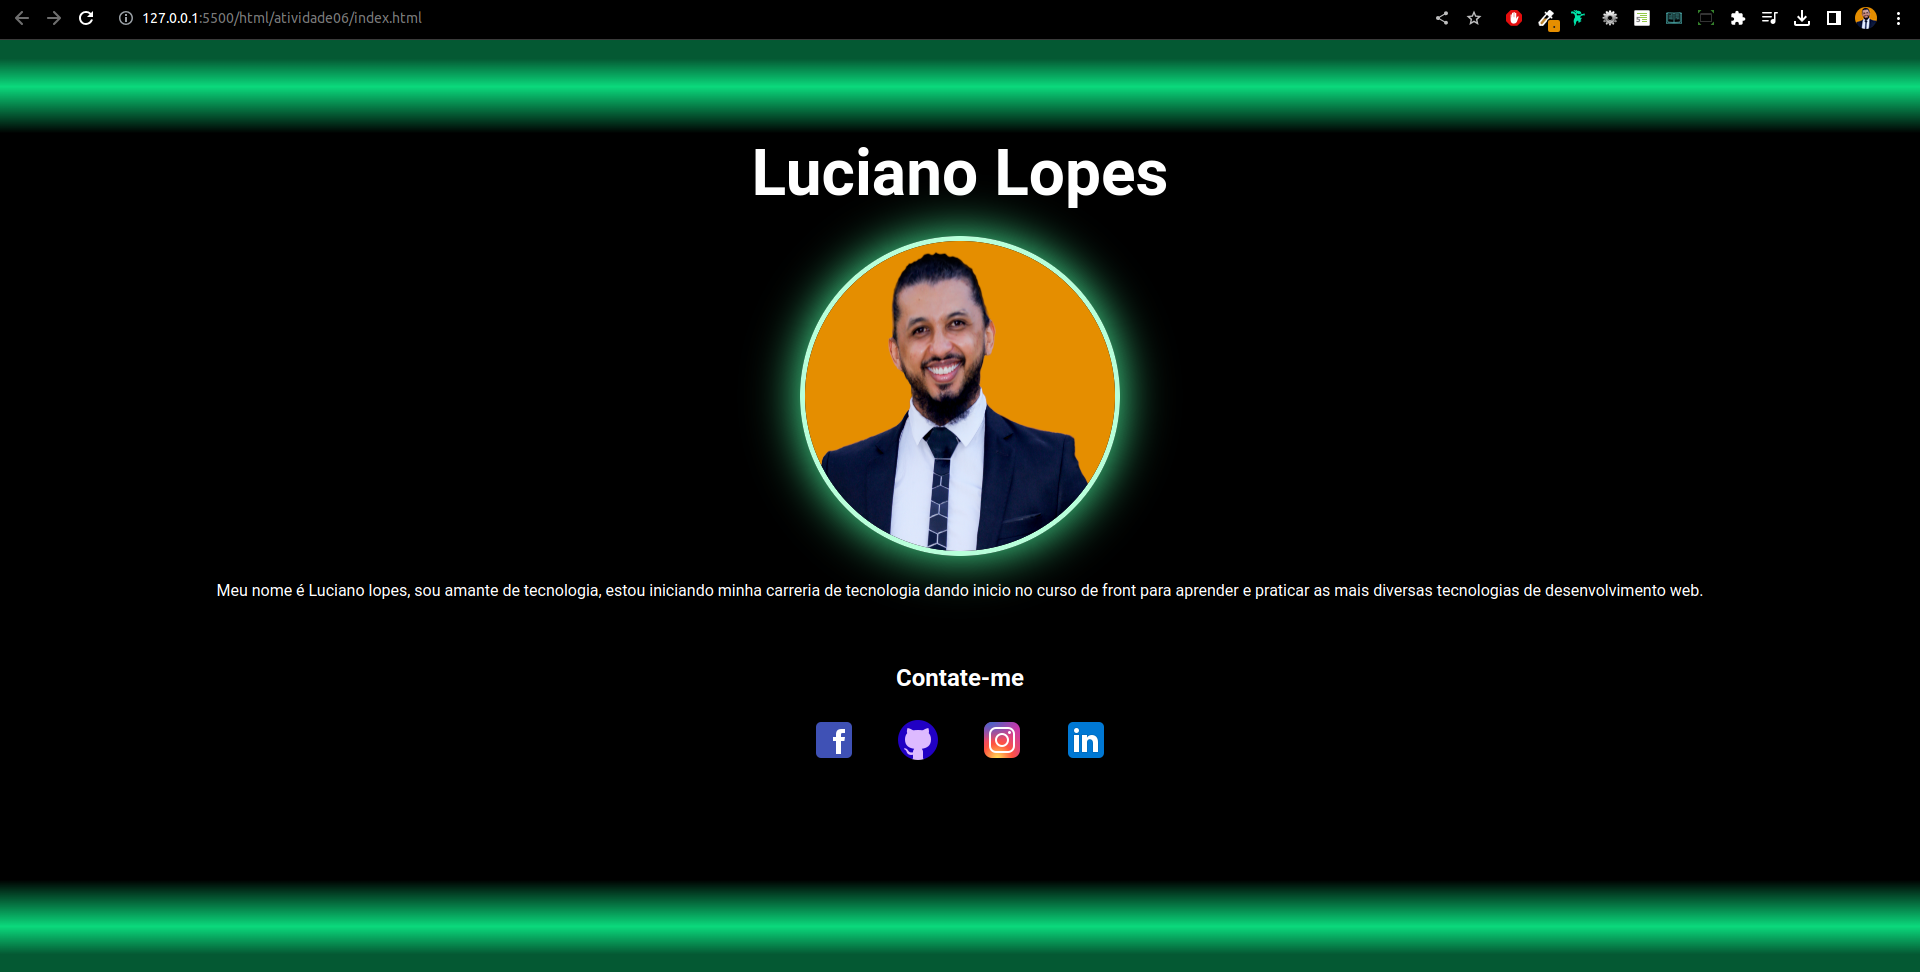 127.0.0.1:5500/html/atividade06/index.html
Luciano Lopes
Meu nome é Luciano lopes, sou amante de tecnologia, estou iniciando minha carreria de tecnologia dando inicio no curso de front para aprender e praticar as mais diversas tecnologias de desenvolvimento web.
Contate-me
f
in